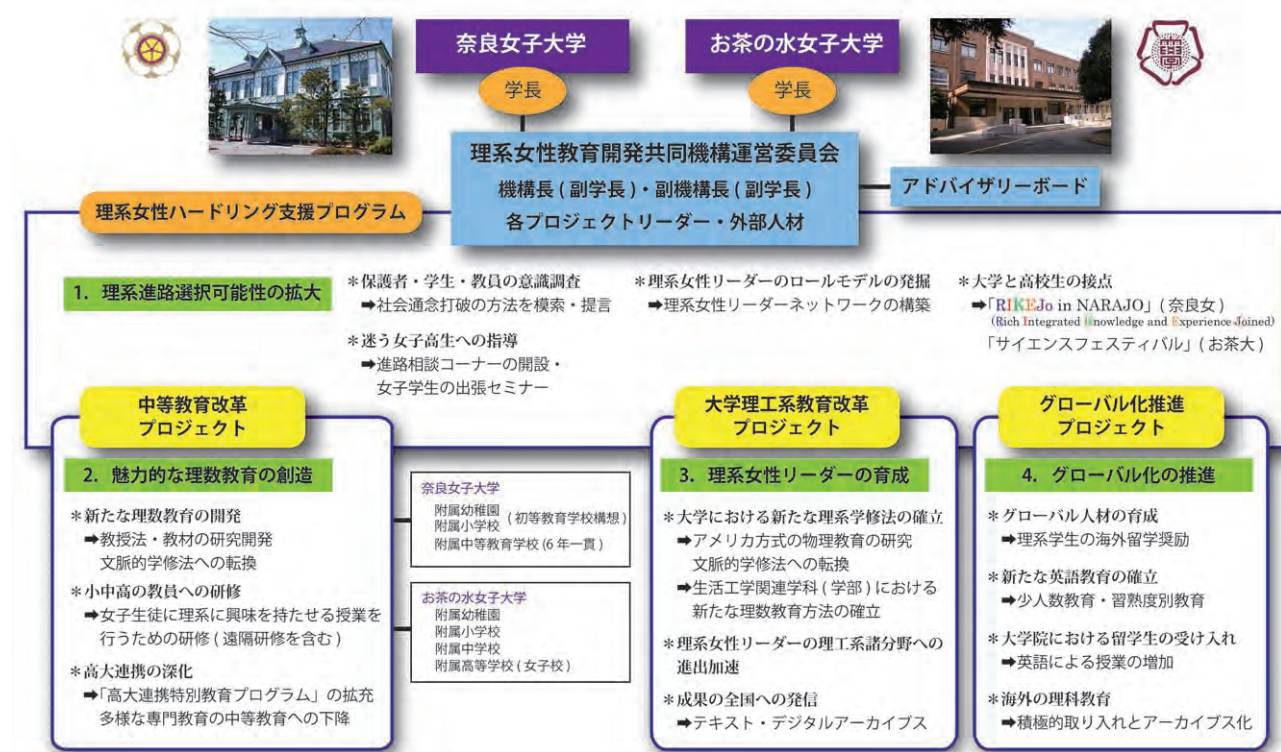 奈良女子大学
お茶の水女子大学
学長
学長
理系女性教育開発共同機構運営委員会
機構長(副学長)・副機構長(副学長)
各プロジェクトリーダー・外部人材
アドバイザリーボード
理系女性ハードリング支援プログラム
1. 理系進路選択可能性の拡大
＊保護者・学生・教員の意識調査
➡社会通念打破の方法を模索・提言
＊迷う女子高生への指導
➡進路相談コーナーの開設・
女子学生の出張セミナー
＊理系女性リーダーのロールモデルの発掘
➡理系女性リーダーネットワークの構築
＊大学と高校生の接点
➡「RIKEJo in NARAJO」(奈良女)
(Rich Integrated Knowledge and Experience Joined)
「サイエンスフェスティバル」(お茶大)
中等教育改革
プロジェクト
2. 魅力的な理数教育の創造
＊新たな理数教育の開発
➡教授法・教材の研究開発
文脈的学修法への転換
＊小中高の教員への研修
➡女子生徒に理系に興味を持たせる授業を
行うための研修(遠隔研修を含む)
＊高大連携の深化
➡「高大連携特別教育プログラム」の拡充
多様な専門教育の中等教育への下降
奈良女子大学
附属幼稚園
附属小学校
(初等教育学校構想)
附属中等教育学校(6年一貫)
お茶の水女子大学
附属幼稚園
附属小学校
附属中学校
附属高等学校(女子校)
大学理工系教育改革
プロジェクト
3. 理系女性リーダーの育成
＊大学における新たな理系学修法の確立
➡アメリカ方式の物理教育の研究
文脈的学修法への転換
➡生活工学関連学科(学部)における
新たな理数教育方法の確立
＊理系女性リーダーの理工系諸分野への
進出加速
＊成果の全国への発信
➡テキスト・デジタルアーカイブス
グローバル化推進
プロジェクト
4. グローバル化の推進
＊グローバル人材の育成
➡理系学生の海外留学奨励
＊新たな英語教育の確立
➡少人数教育・習熟度別教育
＊大学院における留学生の受け入れ
➡英語による授業の増加
＊海外の理科教育
➡積極的取り入れとアーカイブス化